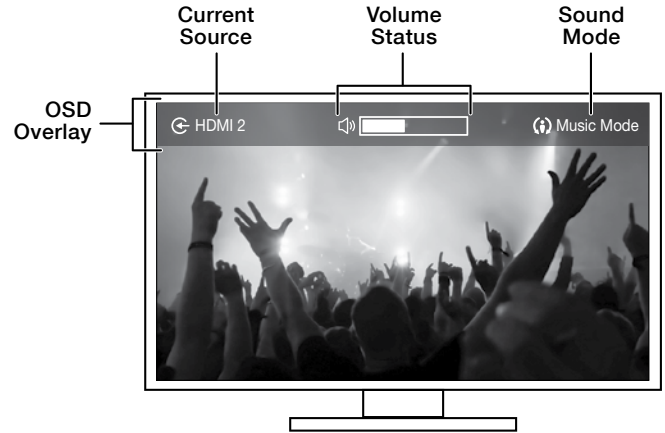 Current
Source
Volume
Status
Sound
Mode
OSD
Overlay
HDMI 2
Music Mode